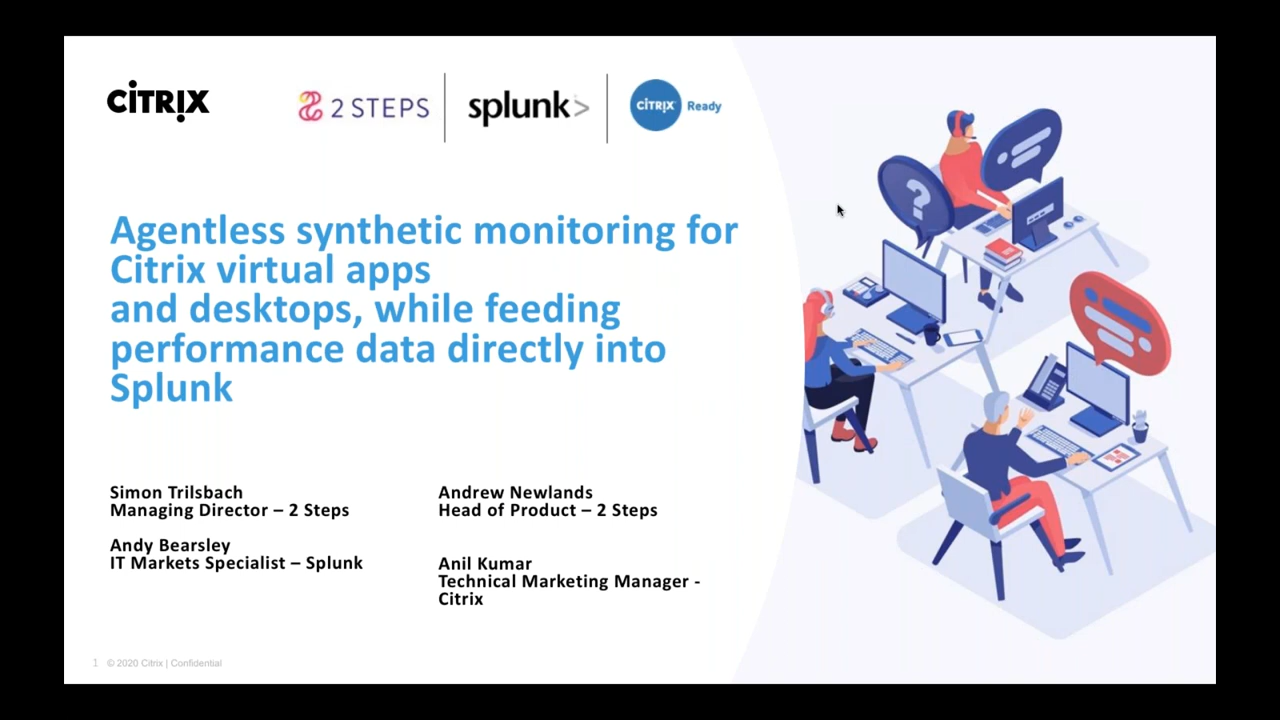 CITRIX
2 STEPS
splunk>
CITRIX Ready
Agentless synthetic monitoring for
Citrix virtual apps
and desktops, while feeding
performance data directly into
Splunk
Simon Trilsbach
Managing Director – 2 Steps
Andy Bearsley
IT Markets Specialist – Splunk
Andrew Newlands
Head of Product – 2 Steps
Anil Kumar
Technical Marketing Manager -
Citrix
?
1 © 2020 Citrix | Confidential